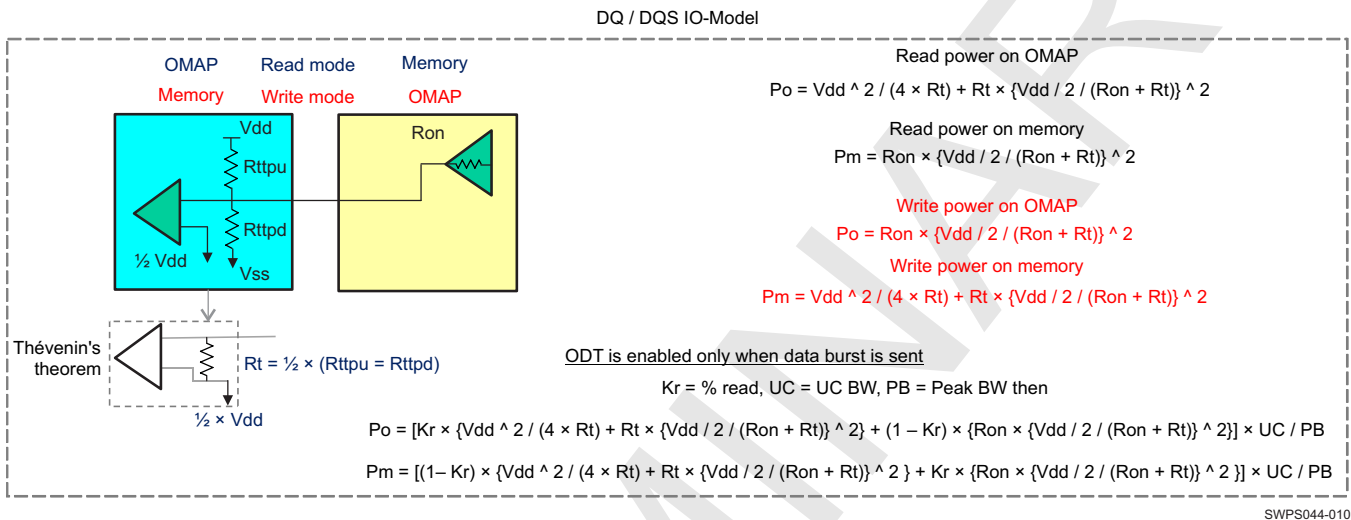 DQ / DQS IO-Model
OMAP Read mode Memory
Memory Write mode OMAP
Vdd
Rttpu
Rttpd
½ Vdd
Vss
Ron
Thévenin's
theorem
Rt = ½ × (Rttpu = Rttpd)
½ × Vdd
Read power on OMAP
Po = Vdd ^ 2 / (4 × Rt) + Rt × {Vdd / 2 / (Ron + Rt)} ^ 2
Read power on memory
Pm = Ron × {Vdd / 2 / (Ron + Rt)} ^ 2
Write power on OMAP
Po = Ron × {Vdd / 2 / (Ron + Rt)} ^ 2
Write power on memory
Pm = Vdd ^ 2 / (4 × Rt) + Rt × {Vdd / 2 / (Ron + Rt)} ^ 2
ODT is enabled only when data burst is sent
Kr = % read, UC = UC BW, PB = Peak BW then
Po = [Kr × {Vdd ^ 2 / (4 × Rt) + Rt × {Vdd / 2 / (Ron + Rt)} ^ 2} + (1 – Kr) × {Ron × {Vdd / 2 / (Ron + Rt)} ^ 2}] × UC / PB
Pm = [(1– Kr) × {Vdd ^ 2 / (4 × Rt) + Rt × {Vdd / 2 / (Ron + Rt)} ^ 2 } + Kr × {Ron × {Vdd / 2 / (Ron + Rt)} ^ 2 }] × UC / PB
SWPS044-010